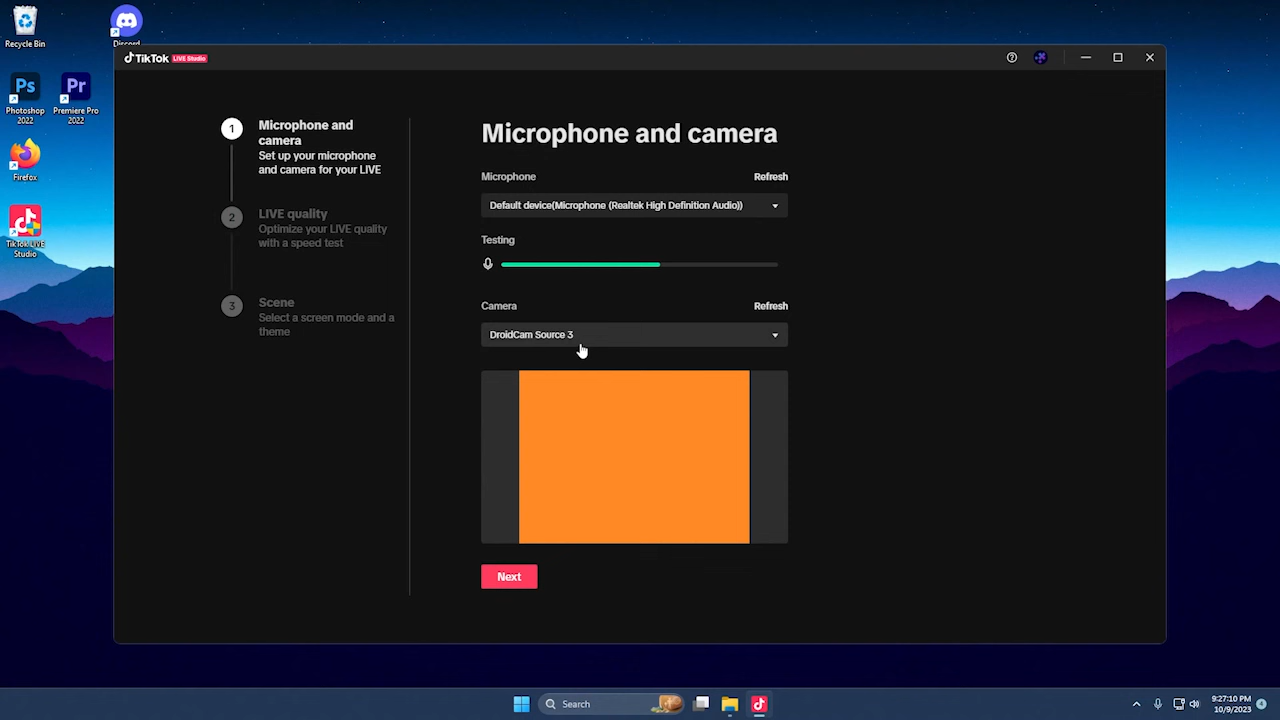 Recycle Bin
Discord
Ps
Photoshop
2022
Pr
Premiere Pro
2022
Firefox
TikTok LIVE
Studio
TikTok LIVE Studio
1
Microphone and
camera
Set up your microphone
and camera for your LIVE
2
LIVE quality
Optimize your LIVE quality
with a speed test
3
Scene
Select a screen mode and a
theme
Microphone and camera
Microphone Refresh
Default device(Microphone (Realtek High Definition Audio))
Testing
Camera Refresh
DroidCam Source 3
Next
Search
9:27:10 PM
10/9/2023
4